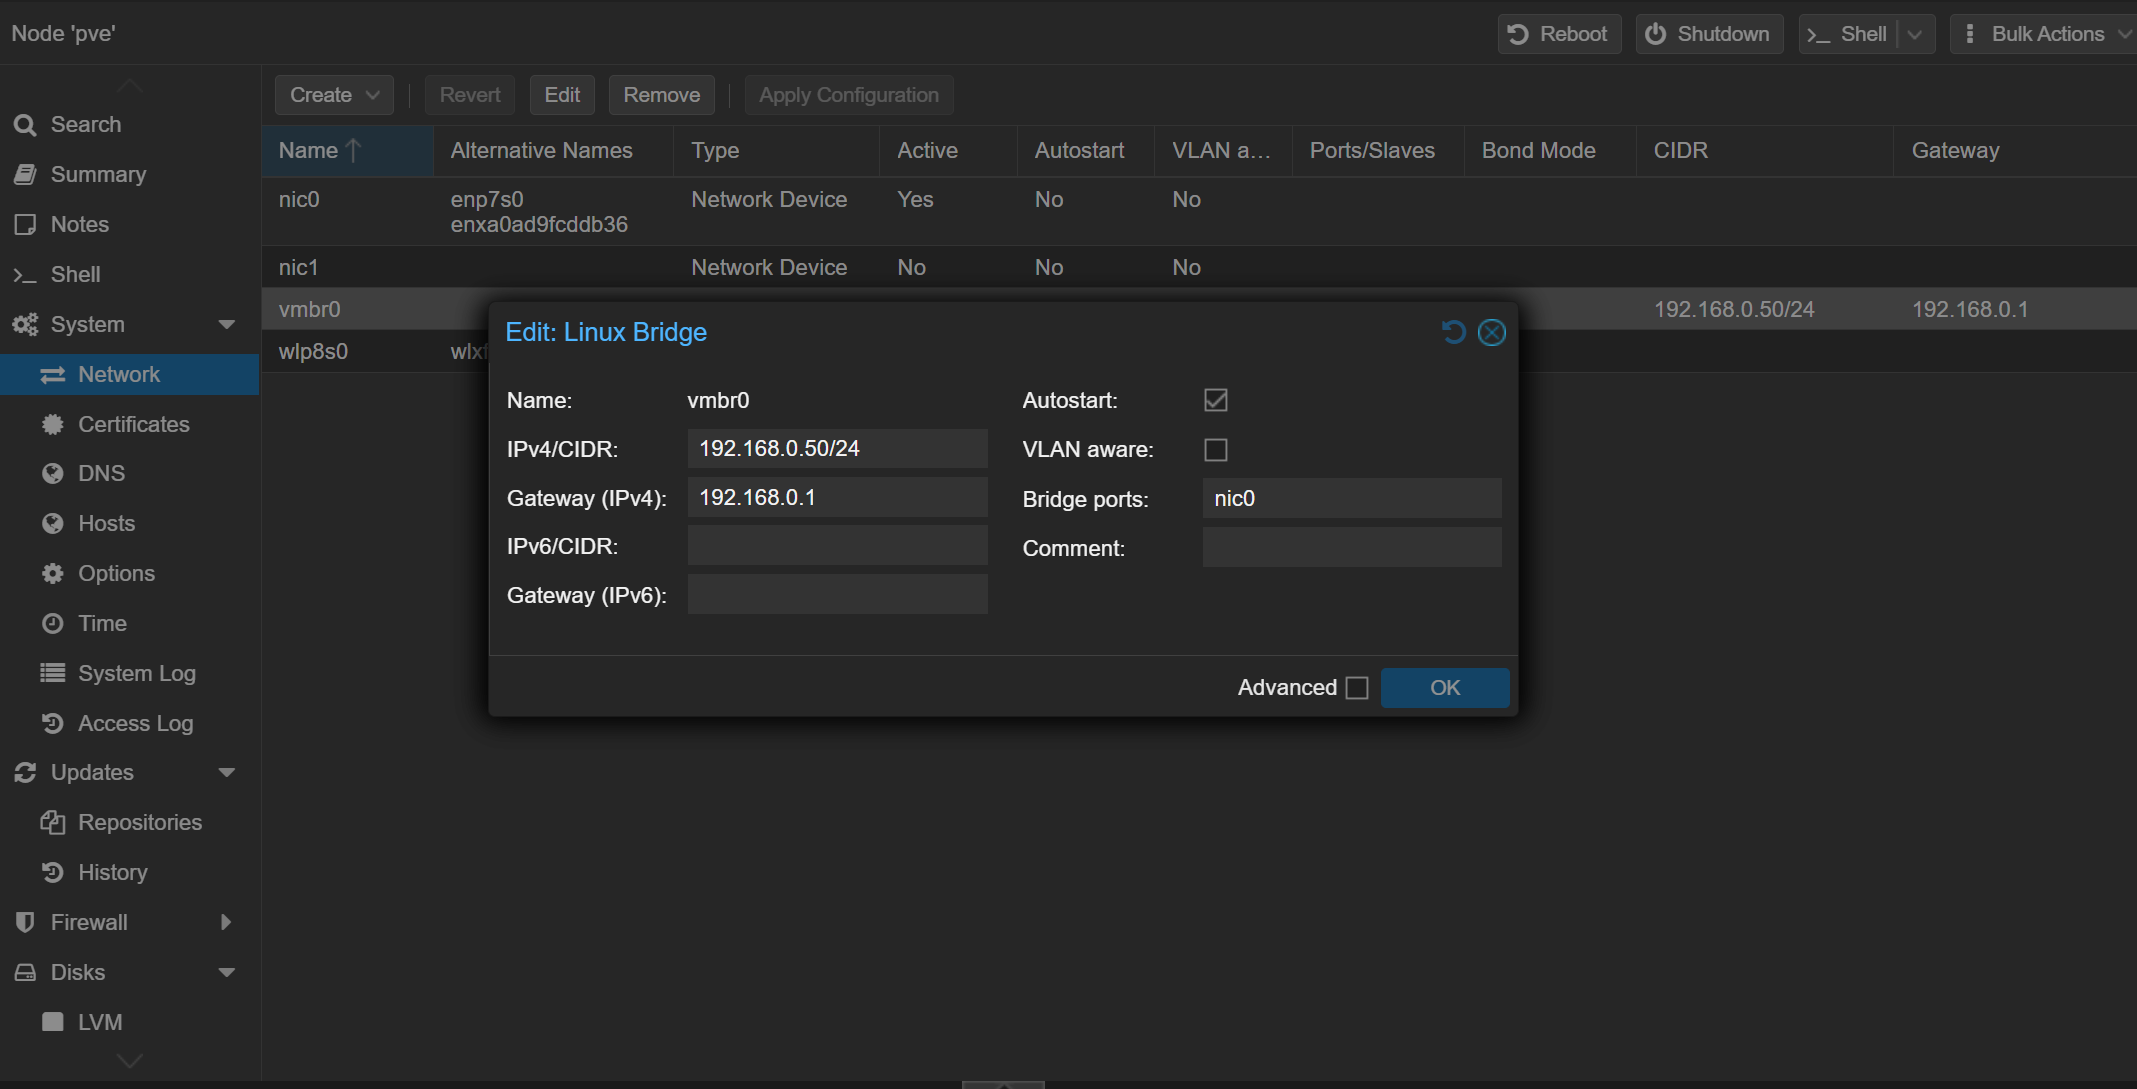 Node 'pve'
Reboot
Shutdown
Shell
Bulk Actions
Search
Summary
Notes
Shell
System
Network
Certificates
DNS
Hosts
Options
Time
System Log
Access Log
Updates
Repositories
History
Firewall
Disks
LVM
Create
Revert
Edit
Remove
Apply Configuration
Name Alternative Names Type Active Autostart VLAN a... Ports/Slaves Bond Mode CIDR Gateway
nic0 enp7s0 Network Device Yes No No
enxa0ad9fcddb36
nic1 Network Device No No No
vmbr0 192.168.0.50/24 192.168.0.1
wlp8s0
Edit: Linux Bridge
Name: vmbr0
IPv4/CIDR: 192.168.0.50/24
Gateway (IPv4): 192.168.0.1
IPv6/CIDR:
Gateway (IPv6):
Autostart:
VLAN aware:
Bridge ports: nic0
Comment:
Advanced
OK